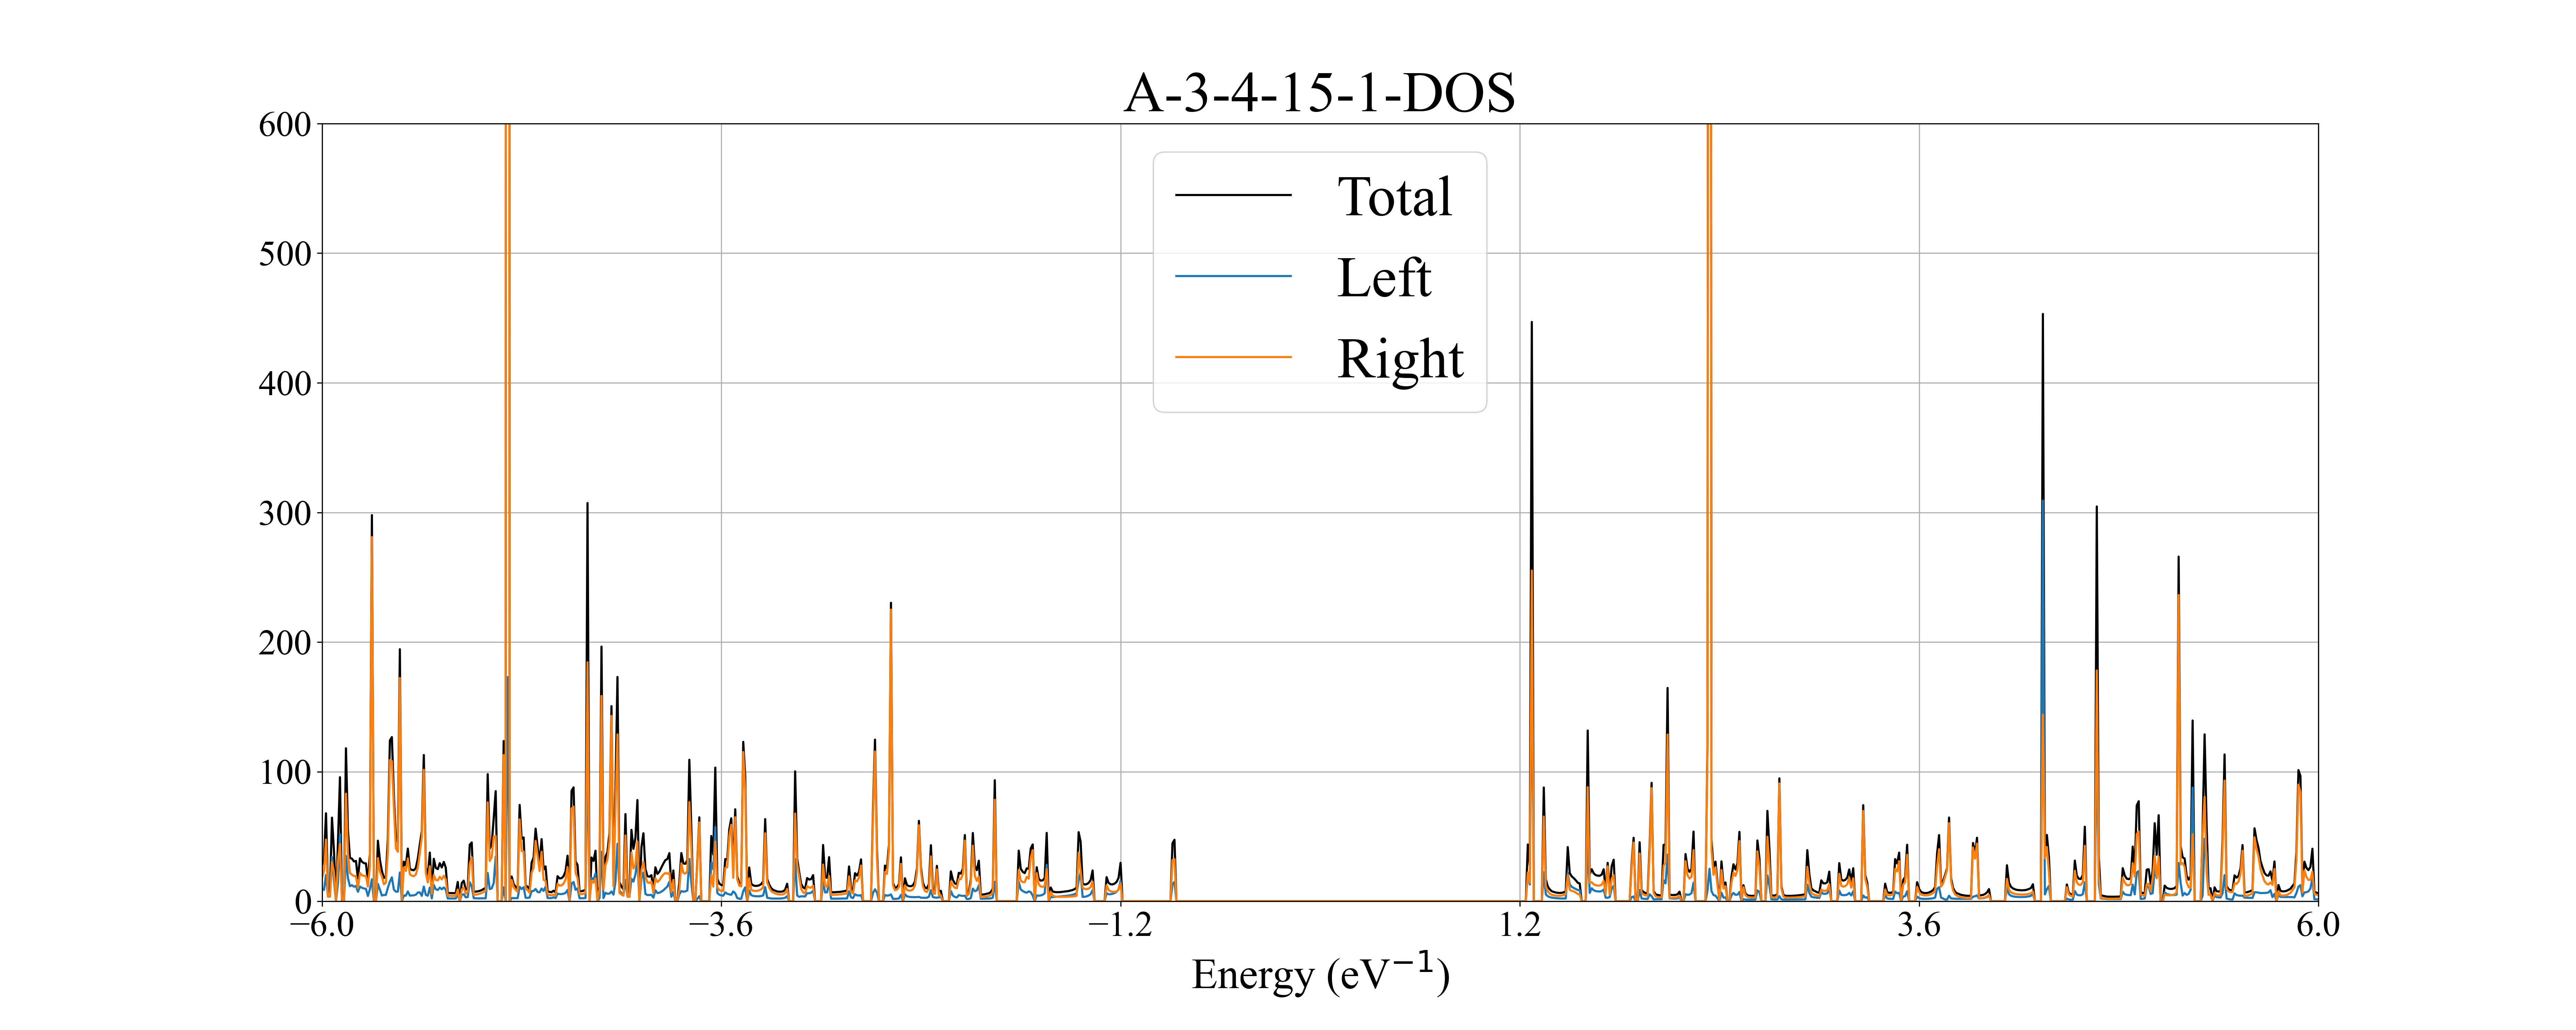 A-3-4-15-1-DOS
600
500
400
300
200
100
0
Total
Left
Right
−6.0 −3.6 −1.2 1.2 3.6 6.0
Energy (eV⁻¹)